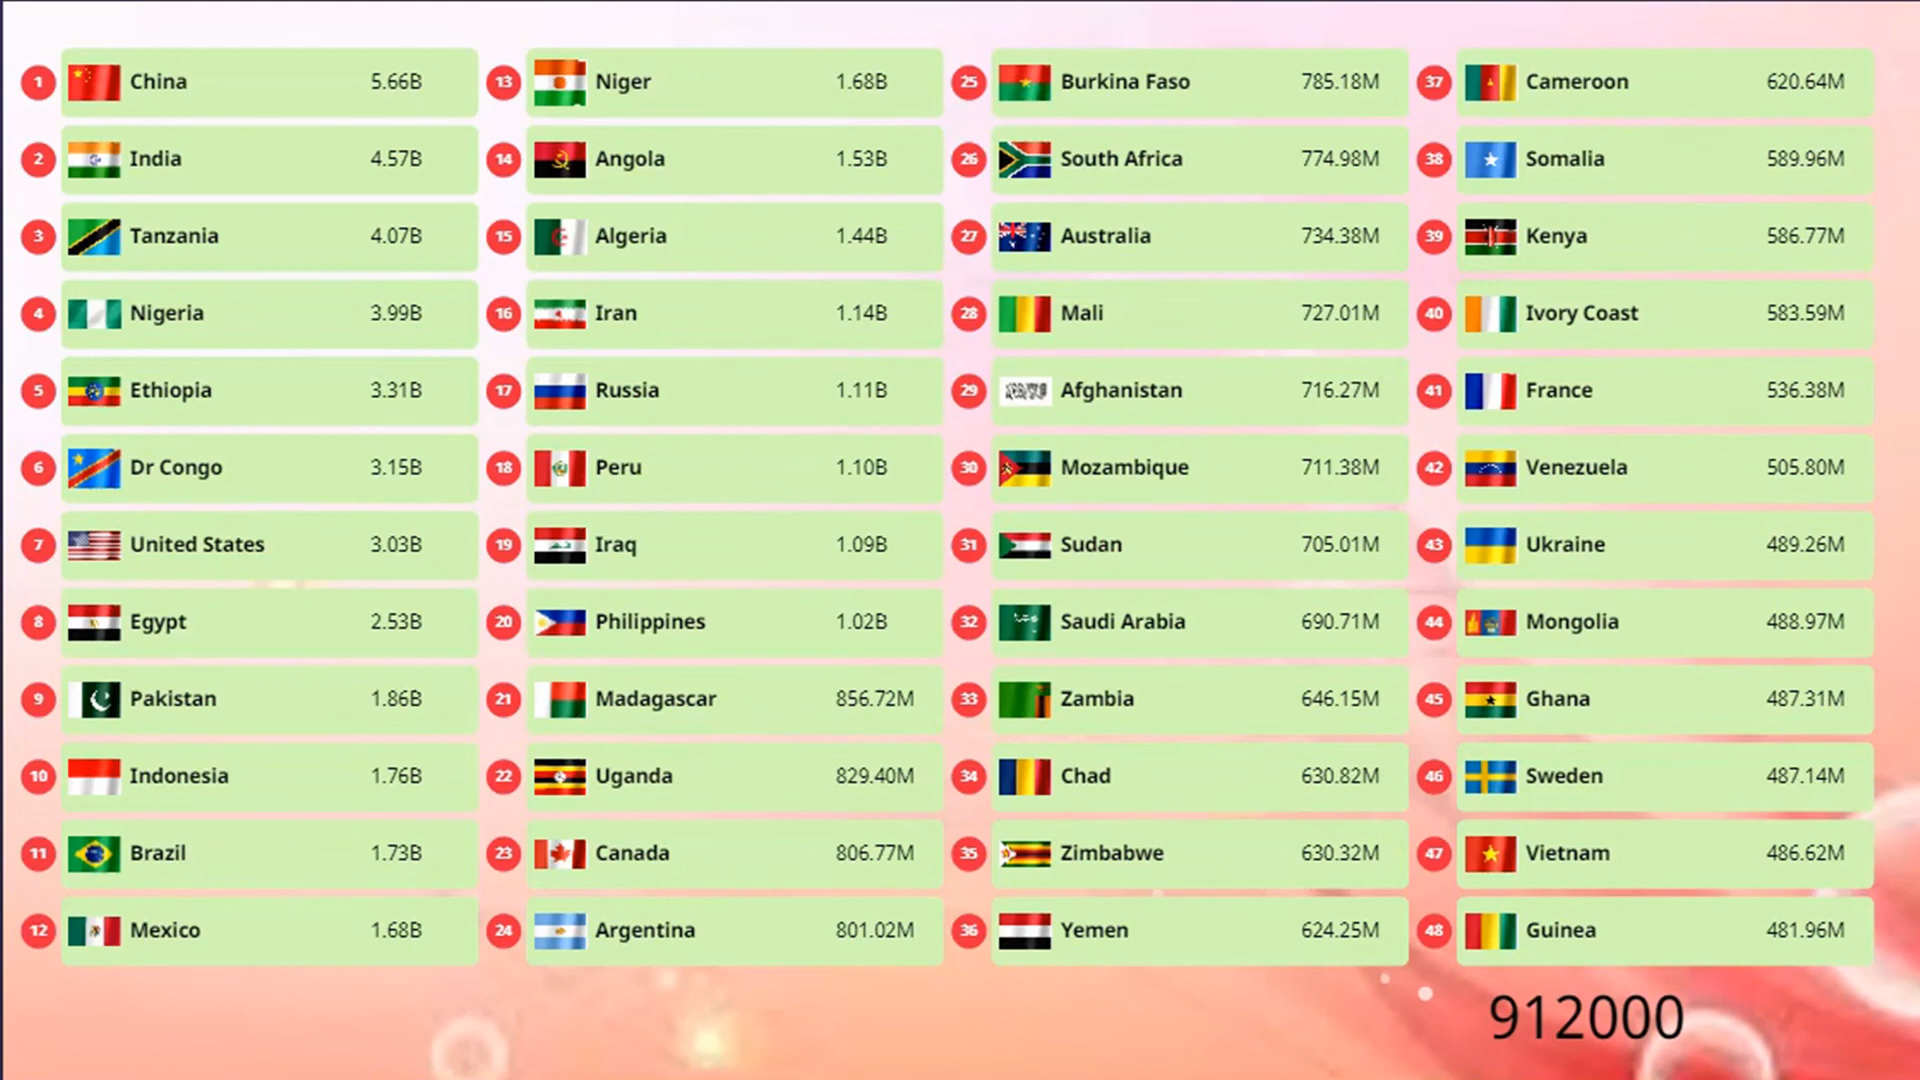 1 China 5.66B
2 India 4.57B
3 Tanzania 4.07B
4 Nigeria 3.99B
5 Ethiopia 3.31B
6 Dr Congo 3.15B
7 United States 3.03B
8 Egypt 2.53B
9 Pakistan 1.86B
10 Indonesia 1.76B
11 Brazil 1.73B
12 Mexico 1.68B
13 Niger 1.68B
14 Angola 1.53B
15 Algeria 1.44B
16 Iran 1.14B
17 Russia 1.11B
18 Peru 1.10B
19 Iraq 1.09B
20 Philippines 1.02B
21 Madagascar 856.72M
22 Uganda 829.40M
23 Canada 806.77M
24 Argentina 801.02M
25 Burkina Faso 785.18M
26 South Africa 774.98M
27 Australia 734.38M
28 Mali 727.01M
29 Afghanistan 716.27M
30 Mozambique 711.38M
31 Sudan 705.01M
32 Saudi Arabia 690.71M
33 Zambia 646.15M
34 Chad 630.82M
35 Zimbabwe 630.32M
36 Yemen 624.25M
37 Cameroon 620.64M
38 Somalia 589.96M
39 Kenya 586.77M
40 Ivory Coast 583.59M
41 France 536.38M
42 Venezuela 505.80M
43 Ukraine 489.26M
44 Mongolia 488.97M
45 Ghana 487.31M
46 Sweden 487.14M
47 Vietnam 486.62M
48 Guinea 481.96M
912000